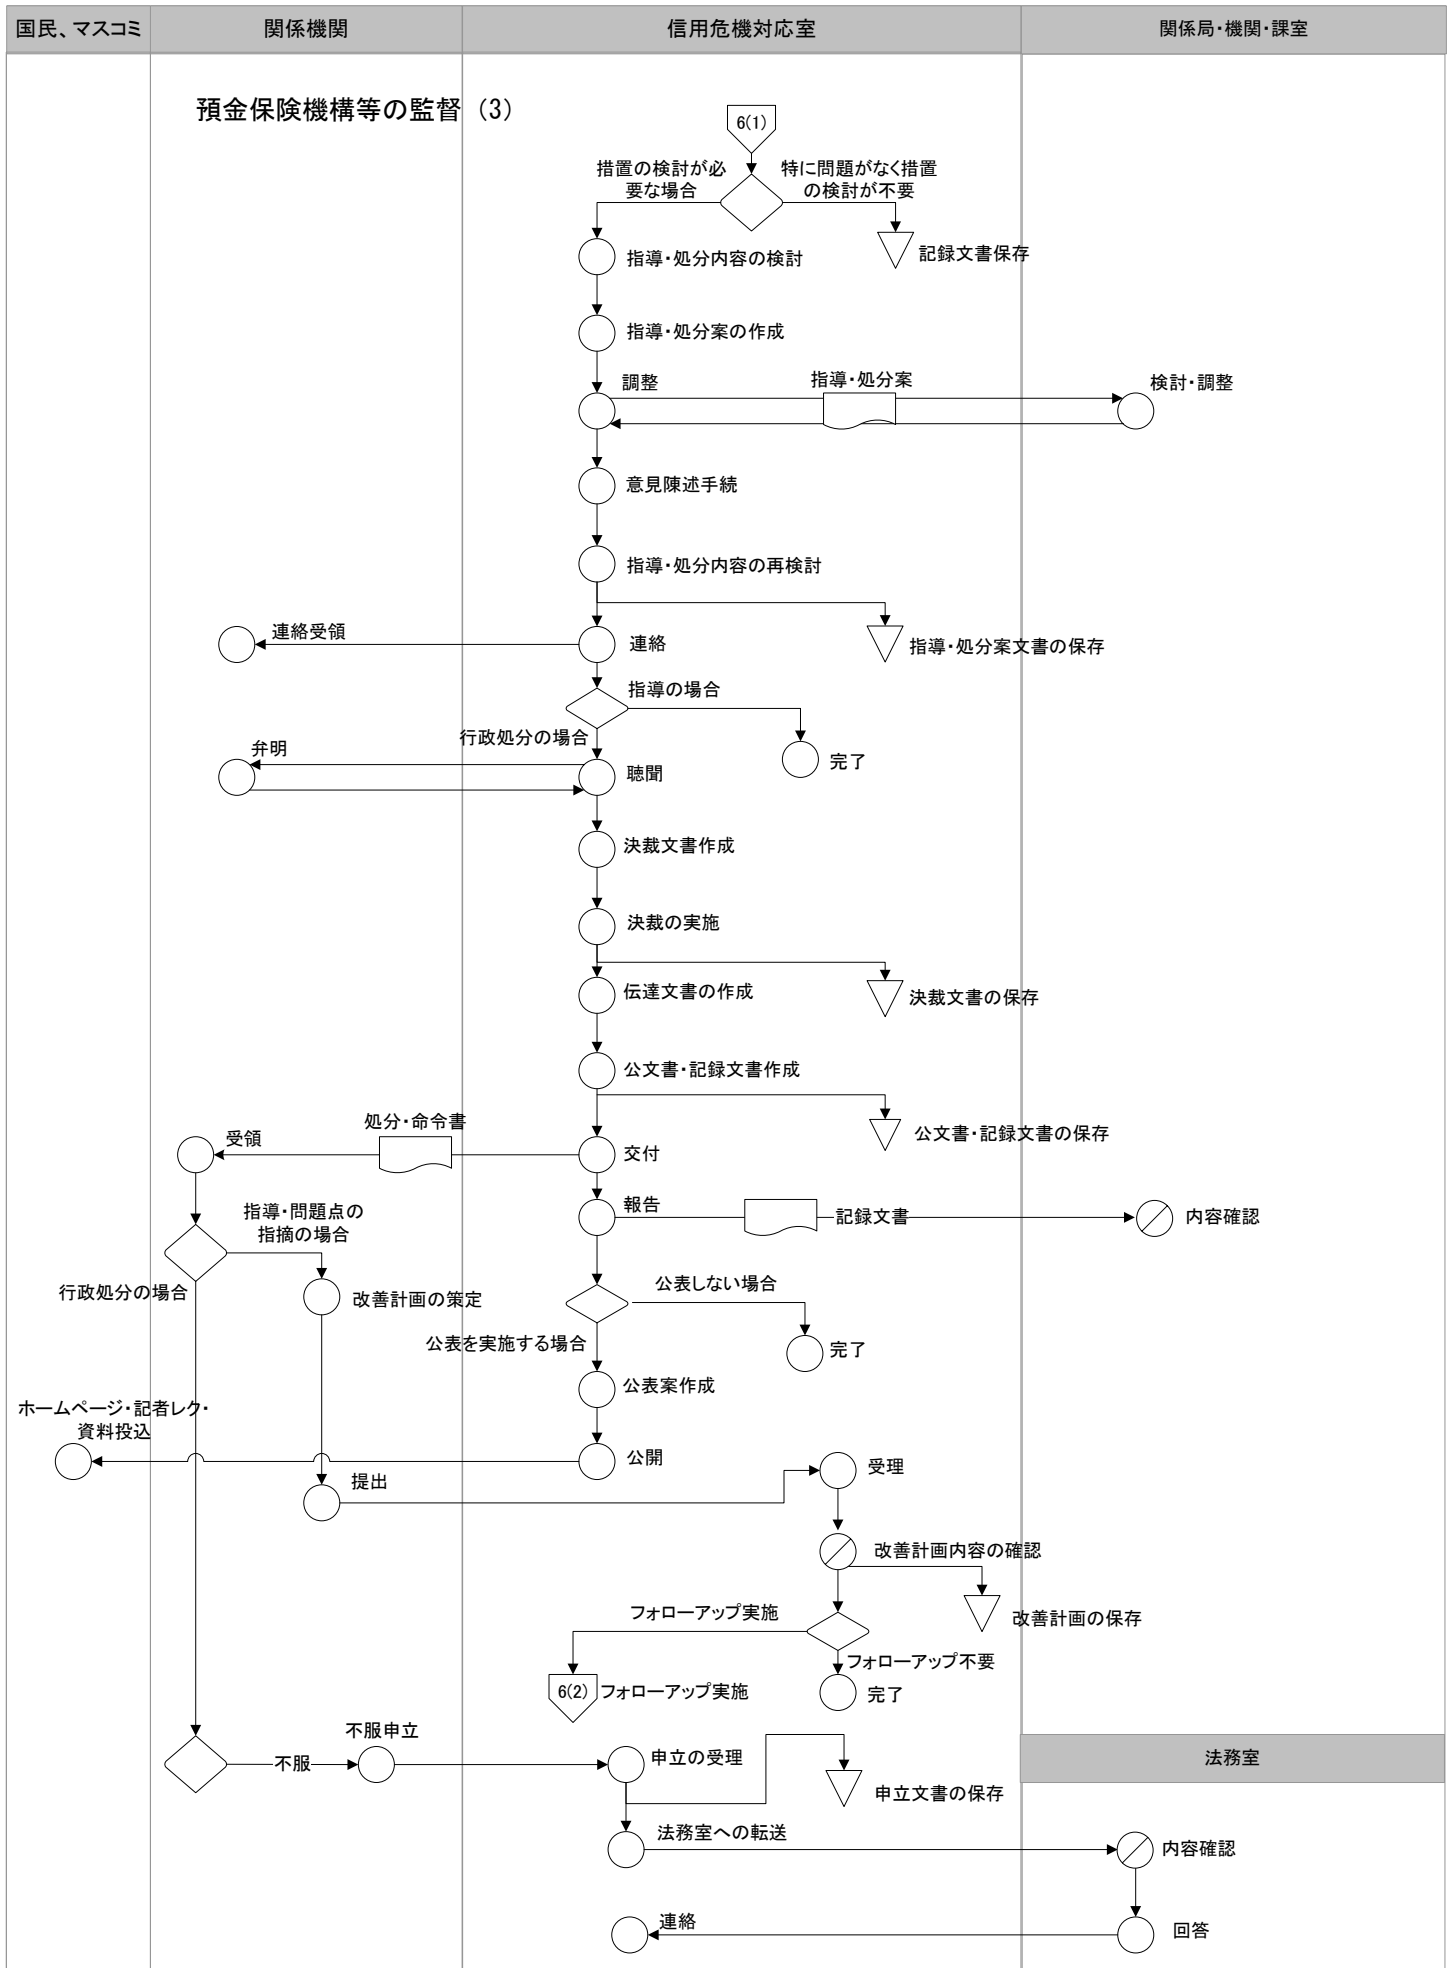 国民、マスコミ
関係機関
信用危機対応室
関係局・機関・課室
預金保険機構等の監督（3）
6(1)
措置の検討が必
要な場合
特に問題がなく措置
の検討が不要
記録文書保存
指導・処分内容の検討
指導・処分案の作成
調整
指導・処分案
検討・調整
意見陳述手続
指導・処分内容の再検討
連絡受領
連絡
指導・処分案文書の保存
指導の場合
行政処分の場合
弁明
聴聞
完了
決裁文書作成
決裁の実施
伝達文書の作成
決裁文書の保存
公文書・記録文書作成
処分・命令書
公文書・記録文書の保存
受領
交付
報告
記録文書
内容確認
指導・問題点の
指摘の場合
行政処分の場合
改善計画の策定
公表しない場合
公表を実施する場合
完了
公表案作成
ホームページ・記者レク・
資料投込
公開
受理
提出
改善計画内容の確認
フォローアップ実施
改善計画の保存
フォローアップ不要
6(2)
フォローアップ実施
完了
不服申立
不服
申立の受理
法務室
申立文書の保存
法務室への転送
内容確認
連絡
回答